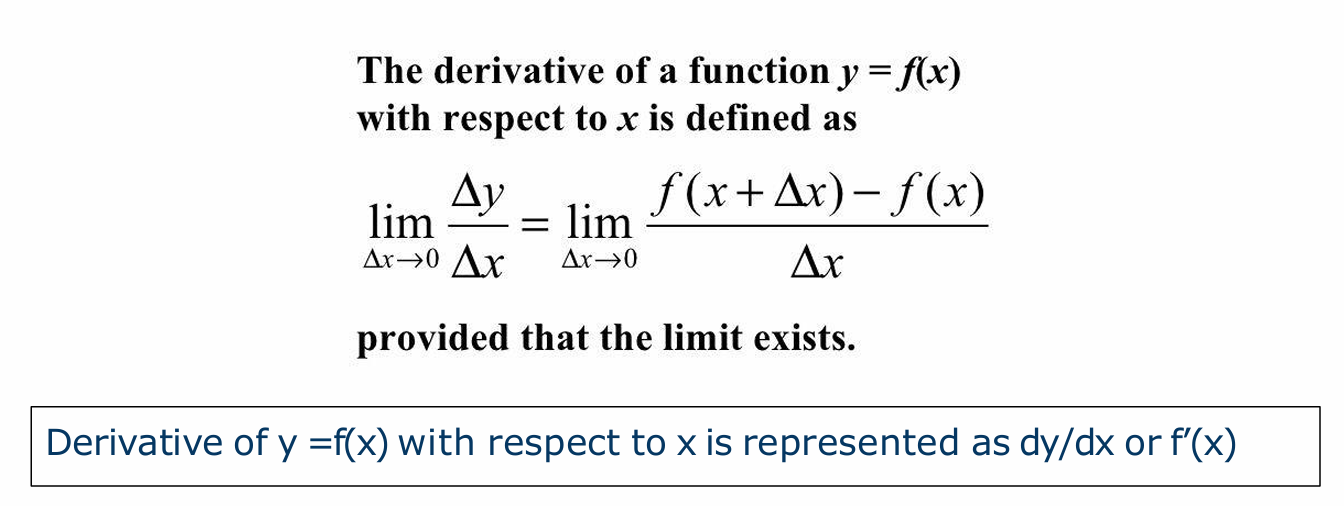 The derivative of a function y = f(x)
with respect to x is defined as
lim Δx→0 Δy/Δx = lim Δx→0 f(x + Δx) − f(x)/Δx
provided that the limit exists.
Derivative of y =f(x) with respect to x is represented as dy/dx or f’(x)